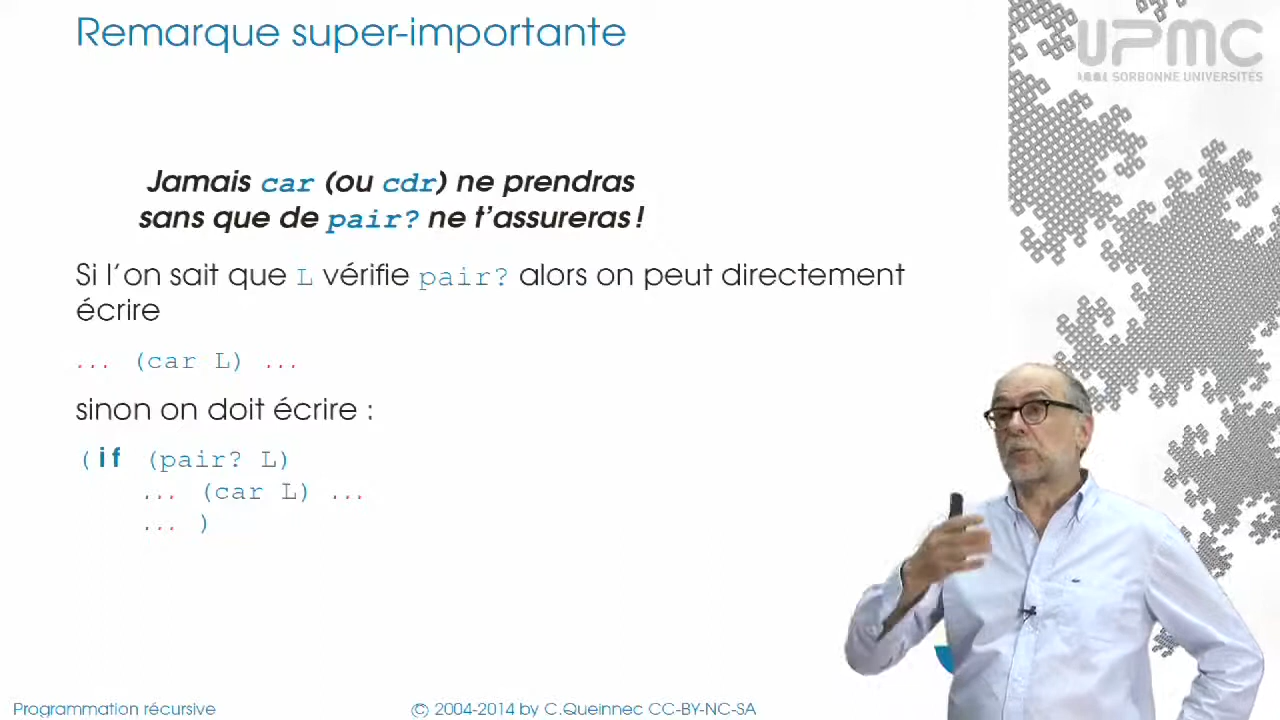 Remarque super-importante
UPMC
SORBONNE UNIVERSITÉS
Jamais car (ou cdr) ne prendras
sans que de pair? ne t'assureras !
Si l'on sait que L vérifie pair? alors on peut directement
écrire
... (car L) ...
sinon on doit écrire :
(if (pair? L)
... (car L) ...
... )
Programmation récursive
© 2004-2014 by C.Queinnec CC-BY-NC-SA